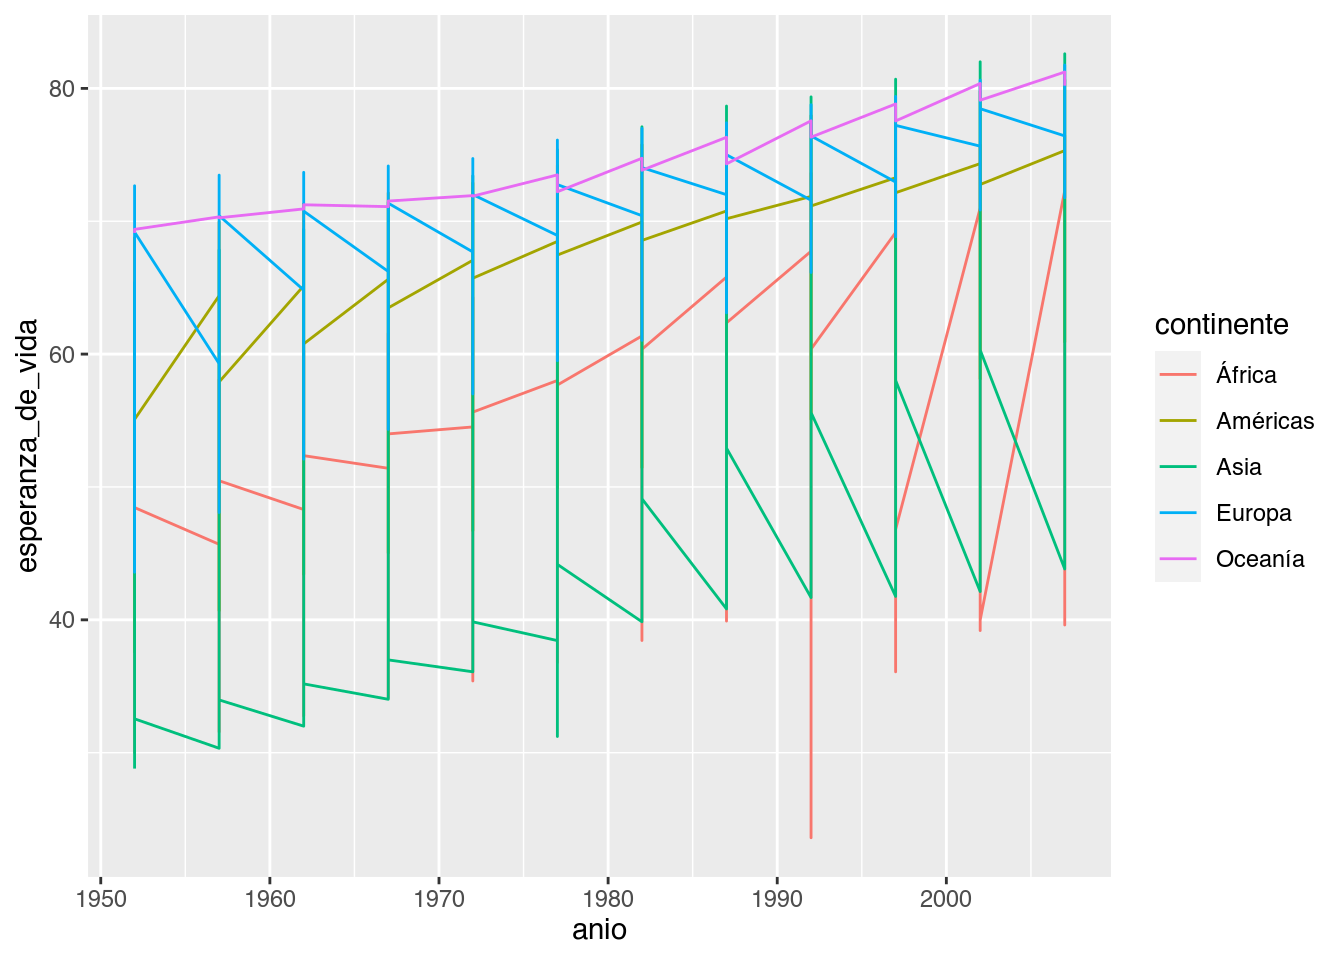 80
60
40
esperanza_de_vida
1950 1960 1970 1980 1990 2000
anio
continente
África
Américas
Asia
Europa
Oceanía